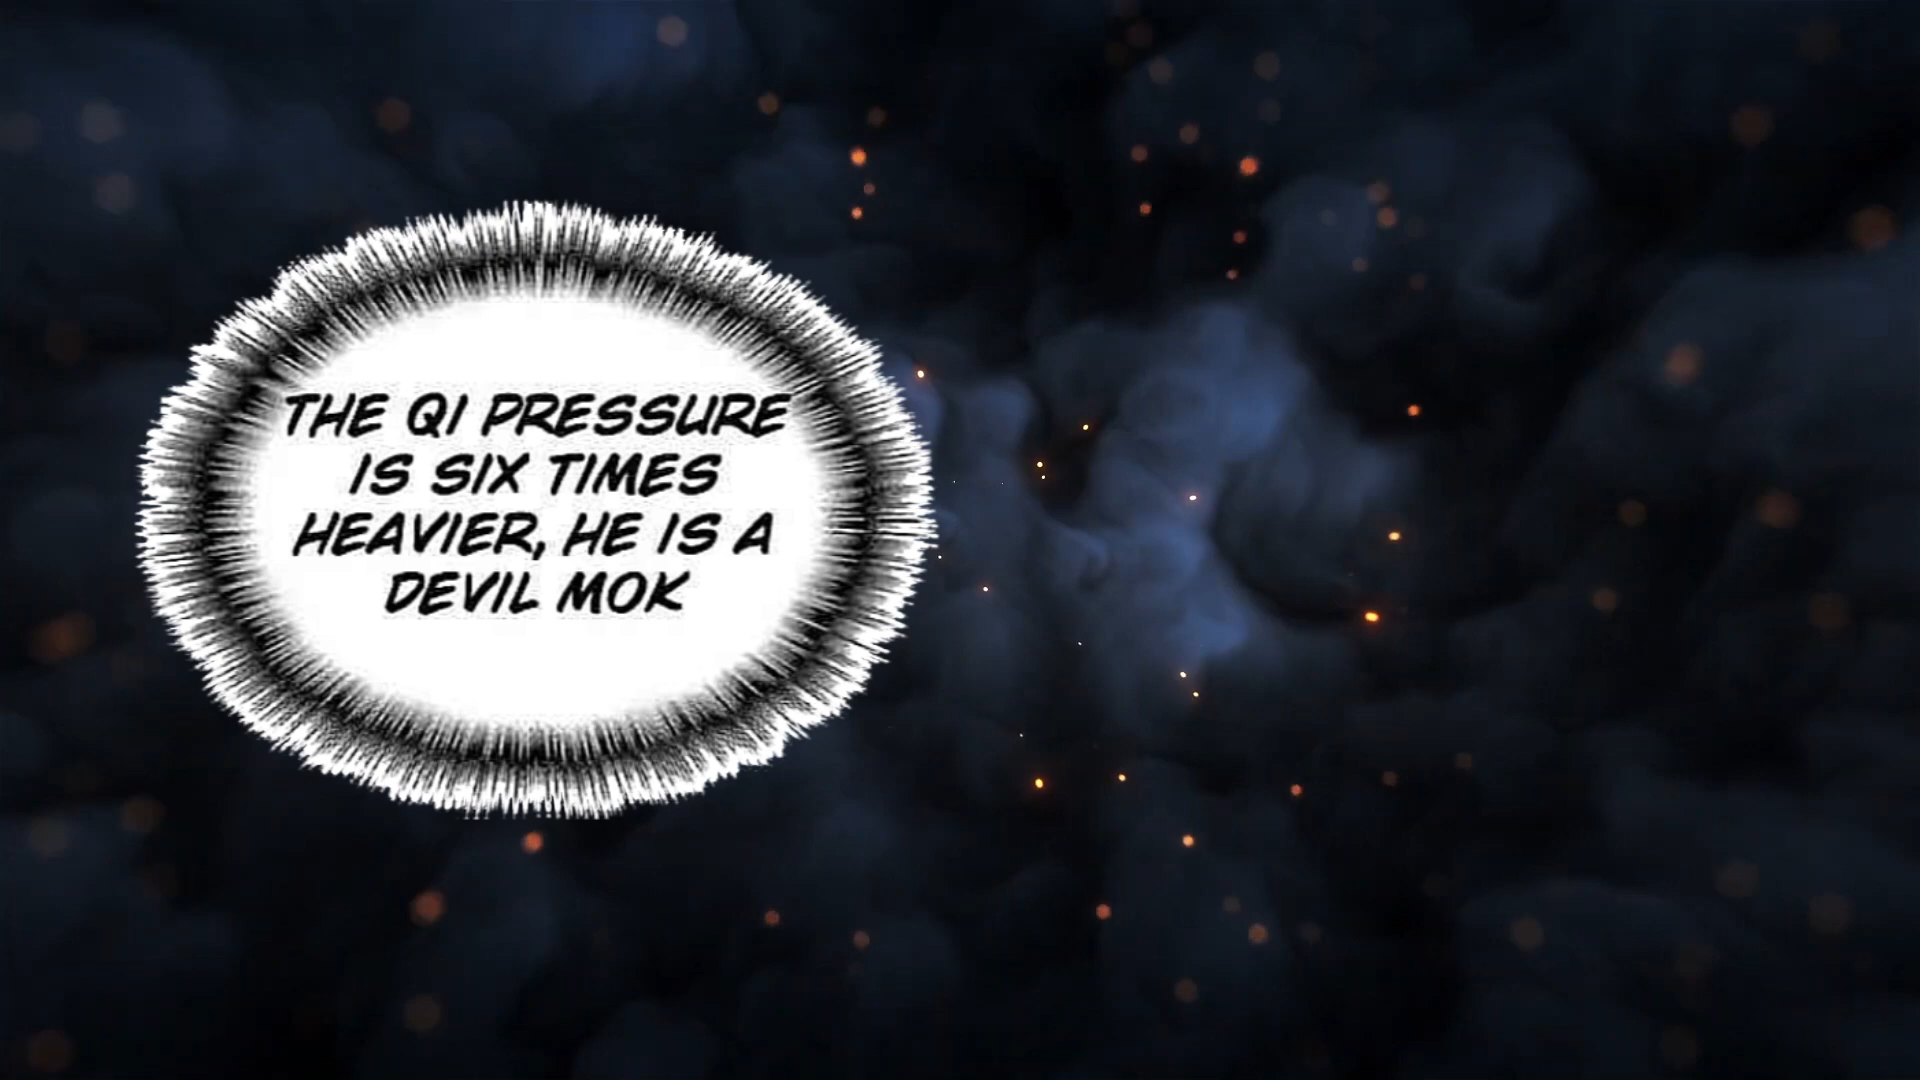 THE QI PRESSURE
IS SIX TIMES
HEAVIER, HE IS A
DEVIL MOK